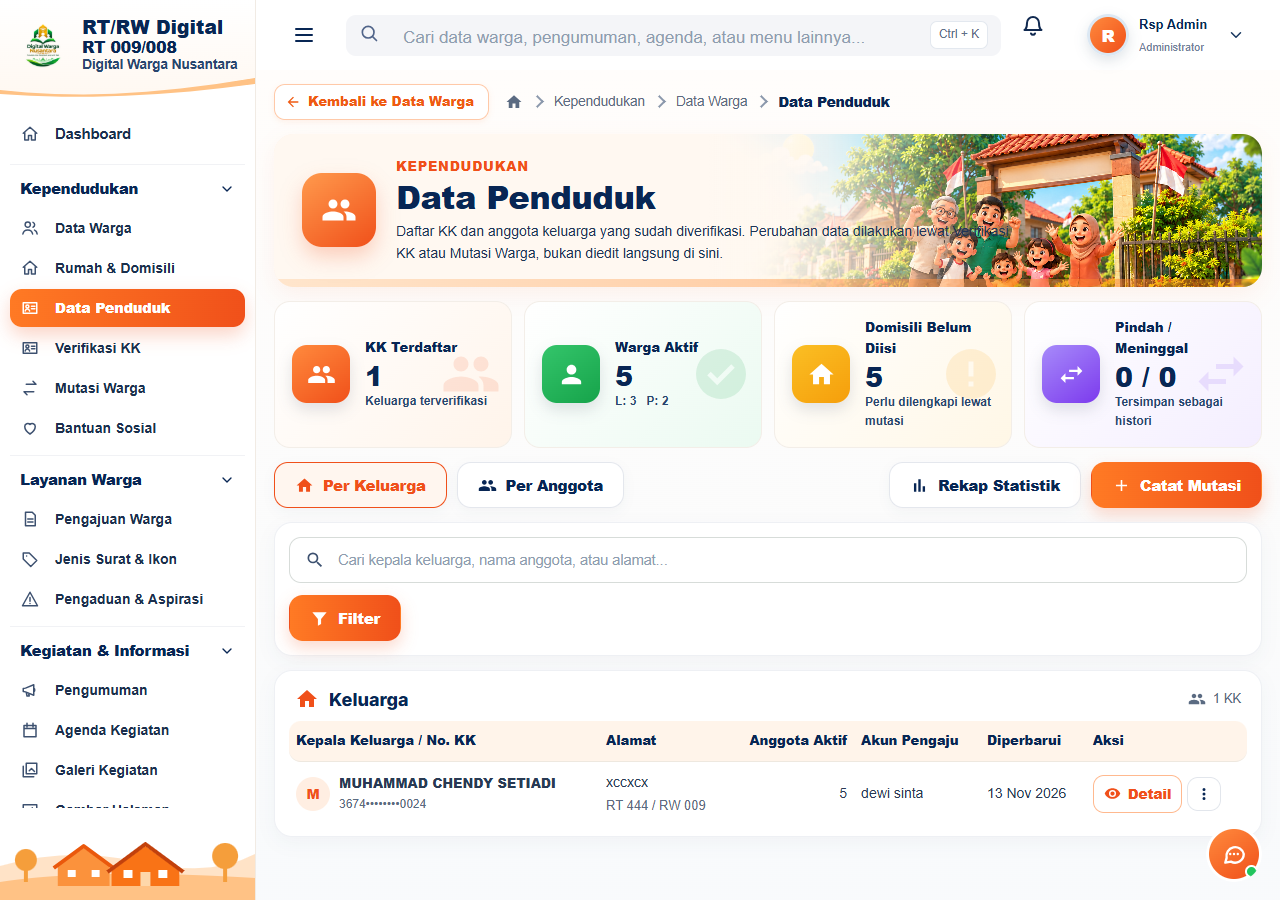 RT/RW Digital
RT 009/008
Digital Warga Nusantara
Digital Warga
Nusantara
Cari data warga, pengumuman, agenda, atau menu lainnya...
Ctrl + K
R
Rsp Admin
Administrator
Dashboard
Kependudukan
Data Warga
Rumah & Domisili
Data Penduduk
Verifikasi KK
Mutasi Warga
Bantuan Sosial
Layanan Warga
Pengajuan Warga
Jenis Surat & Ikon
Pengaduan & Aspirasi
Kegiatan & Informasi
Pengumuman
Agenda Kegiatan
Galeri Kegiatan
Kembali ke Data Warga
Kependudukan
Data Warga
Data Penduduk
KEPENDUDUKAN
Data Penduduk
Daftar KK dan anggota keluarga yang sudah diverifikasi. Perubahan data dilakukan lewat Verifikasi
KK atau Mutasi Warga, bukan diedit langsung di sini.
KK Terdaftar
1
Keluarga terverifikasi
Warga Aktif
5
L: 3 P: 2
Domisili Belum
Diisi
5
Perlu dilengkapi lewat
mutasi
Pindah /
Meninggal
0 / 0
Tersimpan sebagai
histori
Per Keluarga
Per Anggota
Rekap Statistik
Catat Mutasi
Cari kepala keluarga, nama anggota, atau alamat...
Filter
Keluarga
1 KK
Kepala Keluarga / No. KK Alamat Anggota Aktif Akun Pengaju Diperbarui Aksi
M
MUHAMMAD CHENDY SETIADI
3674••••••••0024
xccxcx
RT 444 / RW 009
5
dewi sinta
13 Nov 2026
Detail